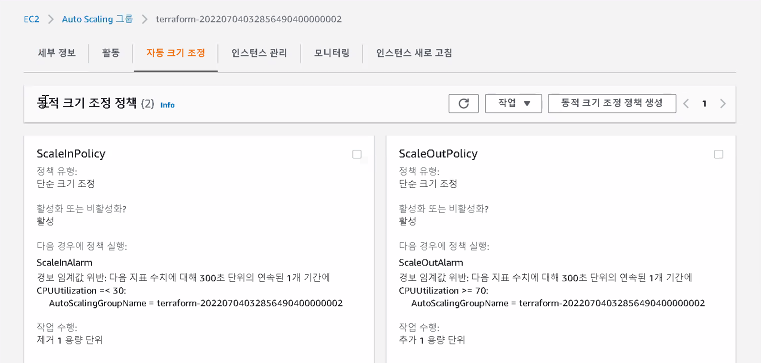 EC2 > Auto Scaling 그룹 > terraform-20220704032856490400000002
세부 정보 활동 자동 크기 조정 인스턴스 관리 모니터링 인스턴스 새로 고침
동적 크기 조정 정책 (2) Info 작업 동적 크기 조정 정책 생성 1
ScaleInPolicy
정책 유형:
단순 크기 조정
활성화 또는 비활성화?
활성
다음 경우에 정책 실행:
ScaleInAlarm
경보 임계값 위반: 다음 지표 수치에 대해 300초 단위의 연속된 1개 기간에
CPUUtilization =< 30:
AutoScalingGroupName = terraform-20220704032856490400000002
작업 수행:
제거 1 용량 단위
ScaleOutPolicy
정책 유형:
단순 크기 조정
활성화 또는 비활성화?
활성
다음 경우에 정책 실행:
ScaleOutAlarm
경보 임계값 위반: 다음 지표 수치에 대해 300초 단위의 연속된 1개 기간에
CPUUtilization >= 70:
AutoScalingGroupName = terraform-20220704032856490400000002
작업 수행:
추가 1 용량 단위